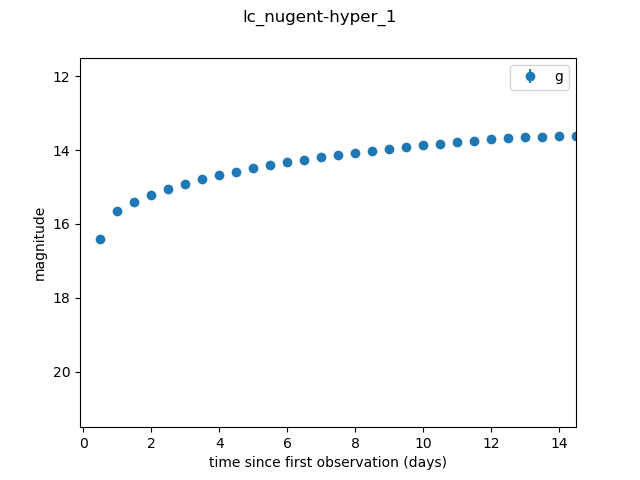 lc_nugent-hyper_1
g
12
14
16
18
20
magnitude
0 2 4 6 8 10 12 14
time since first observation (days)